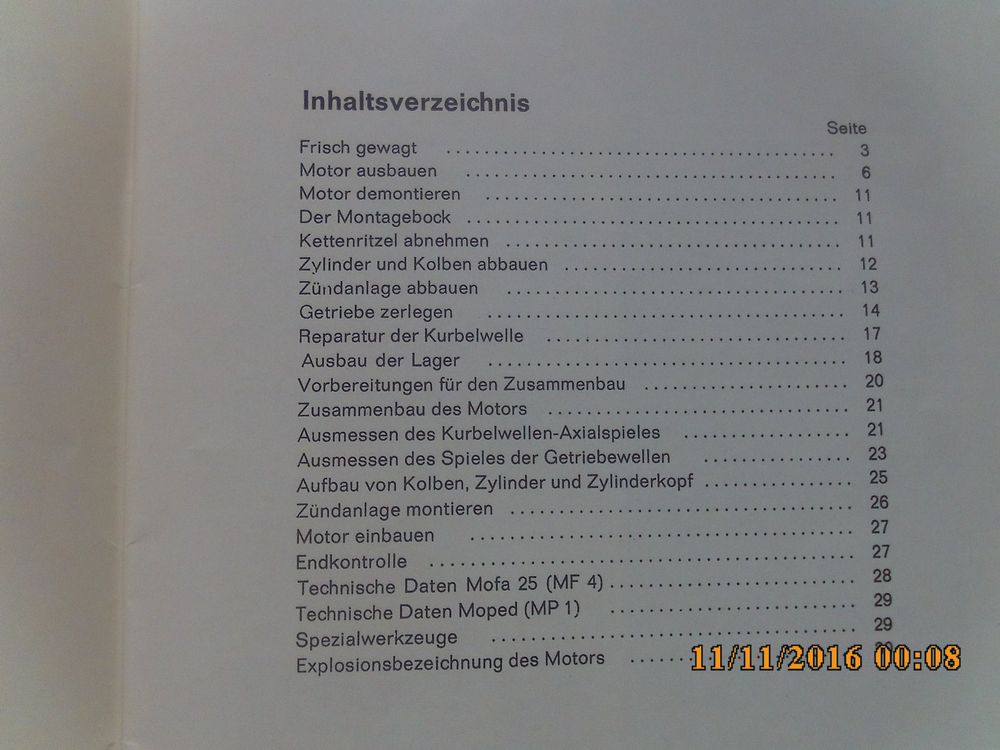 Inhaltsverzeichnis
Seite
Frisch gewagt ........................................ 3
Motor ausbauen ........................................ 6
Motor demontieren ........................................ 11
Der Montagebock ........................................ 11
Kettenritzel abnehmen ........................................ 11
Zylinder und Kolben abbauen ........................................ 12
Zündanlage abbauen ........................................ 13
Getriebe zerlegen ........................................ 14
Reparatur der Kurbelwelle ........................................ 17
Ausbau der Lager ........................................ 18
Vorbereitungen für den Zusammenbau ........................................ 20
Zusammenbau des Motors ........................................ 21
Ausmessen des Kurbelwellen-Axialspieles .................... 21
Ausmessen des Spieles der Getriebewellen .................... 23
Aufbau von Kolben, Zylinder und Zylinderkopf .................... 25
Zündanlage montieren ........................................ 26
Motor einbauen ........................................ 27
Endkontrolle ........................................ 27
Technische Daten Mofa 25 (MF 4) .............................. 28
Technische Daten Moped (MP 1) .............................. 29
Spezialwerkzeuge ........................................ 29
Explosionsbezeichnung des Motors .......
11/11/2016 00:08